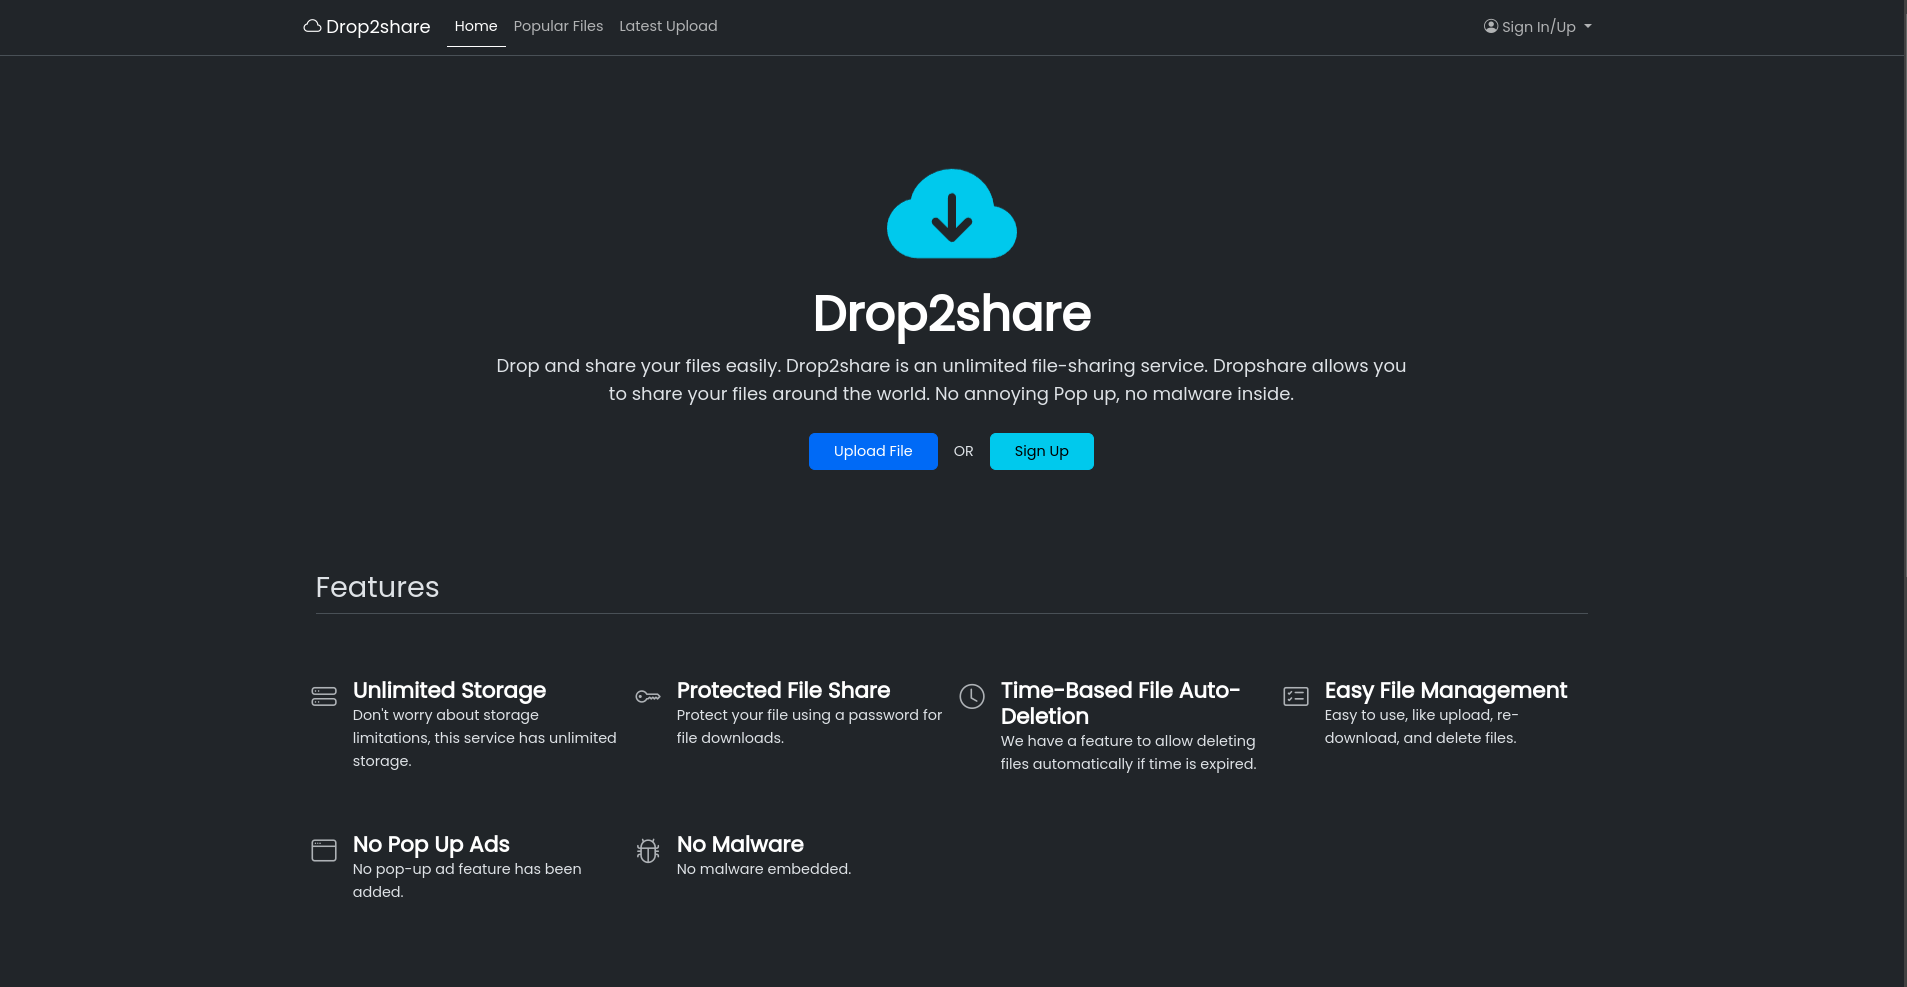 Drop2share Home Popular Files Latest Upload Sign In/Up
Drop2share
Drop and share your files easily. Drop2share is an unlimited file-sharing service. Dropshare allows you
to share your files around the world. No annoying Pop up, no malware inside.
Upload File OR Sign Up
Features
Unlimited Storage
Don't worry about storage
limitations, this service has unlimited
storage.
Protected File Share
Protect your file using a password for
file downloads.
Time-Based File Auto-
Deletion
We have a feature to allow deleting
files automatically if time is expired.
Easy File Management
Easy to use, like upload, re-
download, and delete files.
No Pop Up Ads
No pop-up ad feature has been
added.
No Malware
No malware embedded.